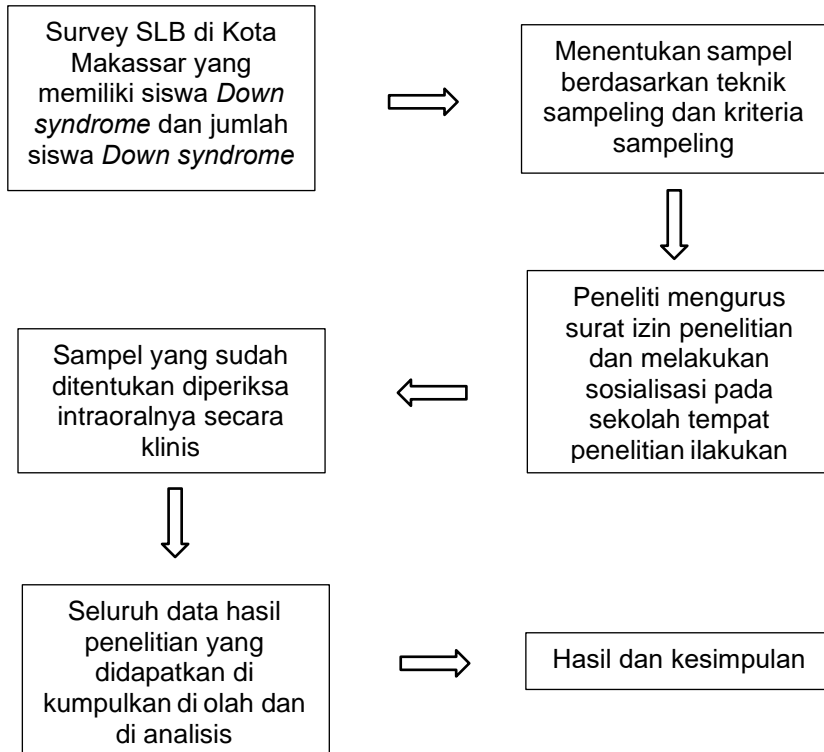 Survey SLB di Kota
Makassar yang
memiliki siswa Down
syndrome dan jumlah
siswa Down syndrome
Menentukan sampel
berdasarkan teknik
sampeling dan kriteria
sampeling
Peneliti mengurus
surat izin penelitian
dan melakukan
sosialisasi pada
sekolah tempat
penelitian ilakukan
Sampel yang sudah
ditentukan diperiksa
intraoralnya secara
klinis
Seluruh data hasil
penelitian yang
didapatkan di
kumpulkan di olah dan
di analisis
Hasil dan kesimpulan